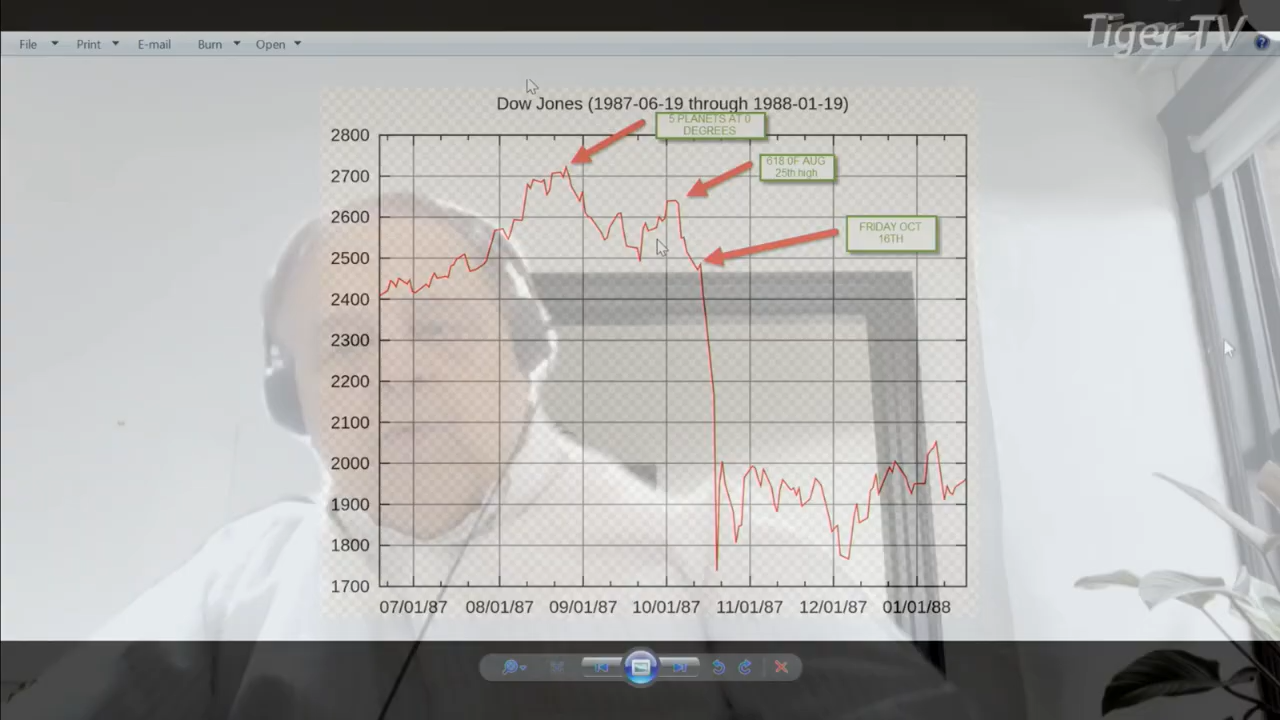 Tiger-TV
File Print E-mail Burn Open
Dow Jones (1987-06-19 through 1988-01-19)
5 PLANETS AT 0
DEGREES
618 0F AUG
25th high
FRIDAY OCT
16TH
2800
2700
2600
2500
2400
2300
2200
2100
2000
1900
1800
1700
07/01/87 08/01/87 09/01/87 10/01/87 11/01/87 12/01/87 01/01/88